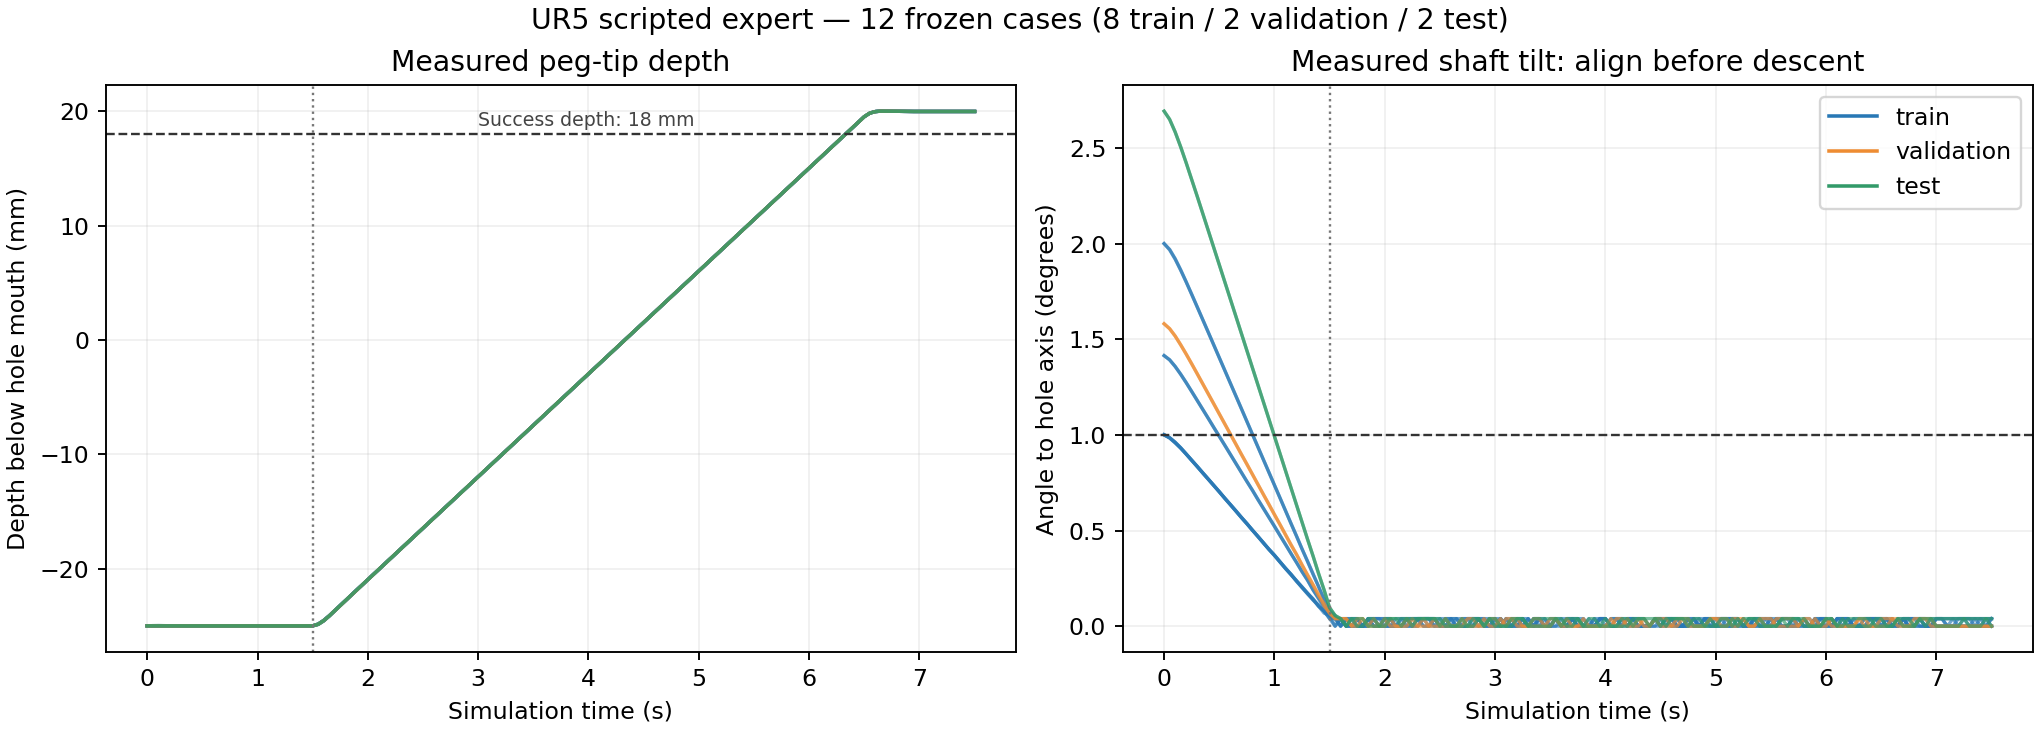 UR5 scripted expert — 12 frozen cases (8 train / 2 validation / 2 test)
Measured peg-tip depth
Depth below hole mouth (mm)
20
10
0
−10
−20
Success depth: 18 mm
0 1 2 3 4 5 6 7
Simulation time (s)
Measured shaft tilt: align before descent
Angle to hole axis (degrees)
2.5
2.0
1.5
1.0
0.5
0.0
train
validation
test
0 1 2 3 4 5 6 7
Simulation time (s)